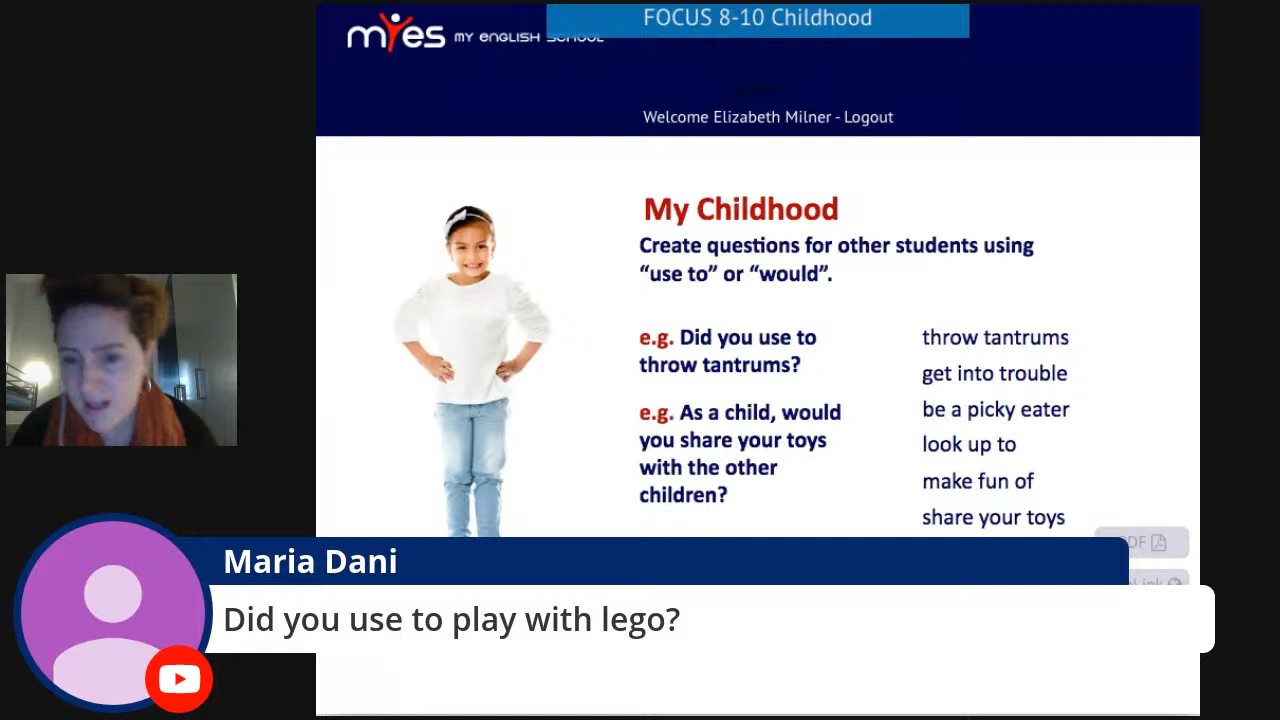 FOCUS 8-10 Childhood
myes MY ENGLISH SCHOOL
Welcome Elizabeth Milner - Logout
My Childhood
Create questions for other students using
“use to” or “would”.
e.g. Did you use to
throw tantrums?
e.g. As a child, would
you share your toys
with the other
children?
throw tantrums
get into trouble
be a picky eater
look up to
make fun of
share your toys
PDF
Maria Dani
Did you use to play with lego?